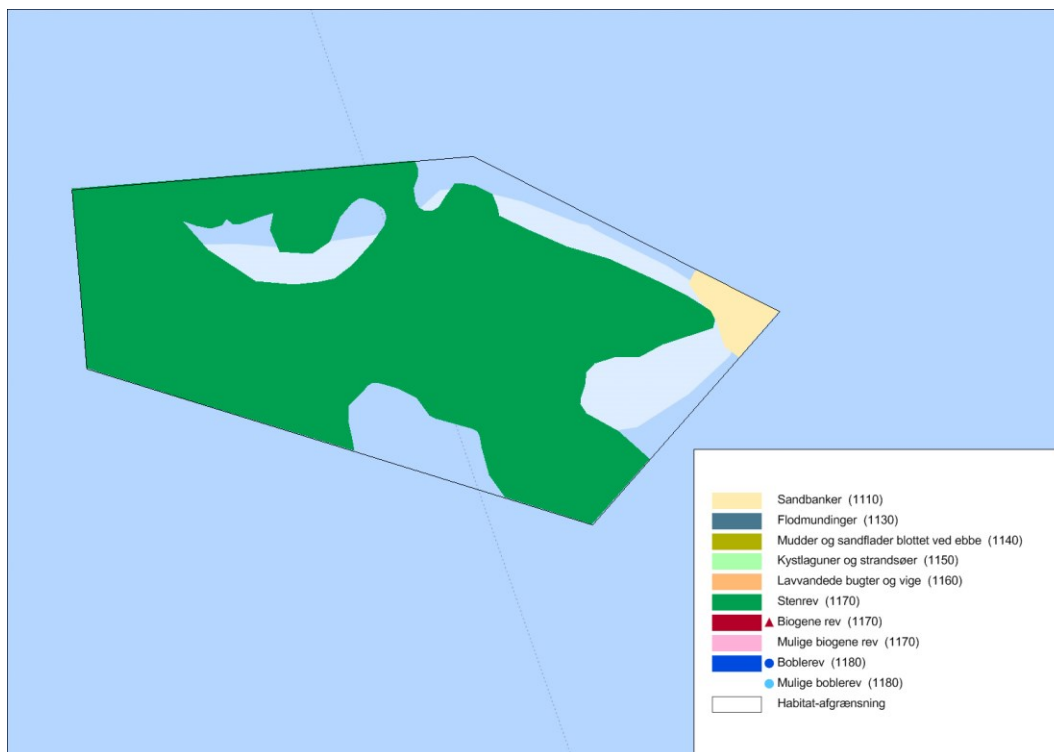 Sandbanker (1110)
Flodmundinger (1130)
Mudder og sandflader blottet ved ebbe (1140)
Kystlaguner og strandsøer (1150)
Lavvandede bugter og vige (1160)
Stenrev (1170)
Biogene rev (1170)
Mulige biogene rev (1170)
Boblerev (1180)
Mulige boblerev (1180)
Habitat-afgrænsning